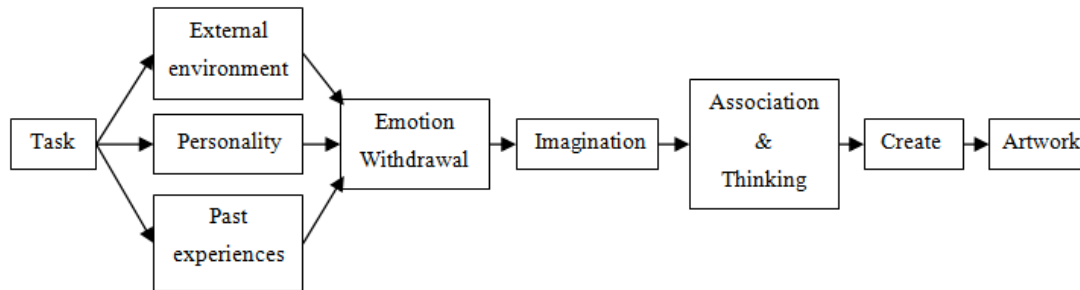 Task
External
environment
Personality
Past
experiences
Emotion
Withdrawal
Imagination
Association
&
Thinking
Create
Artwork